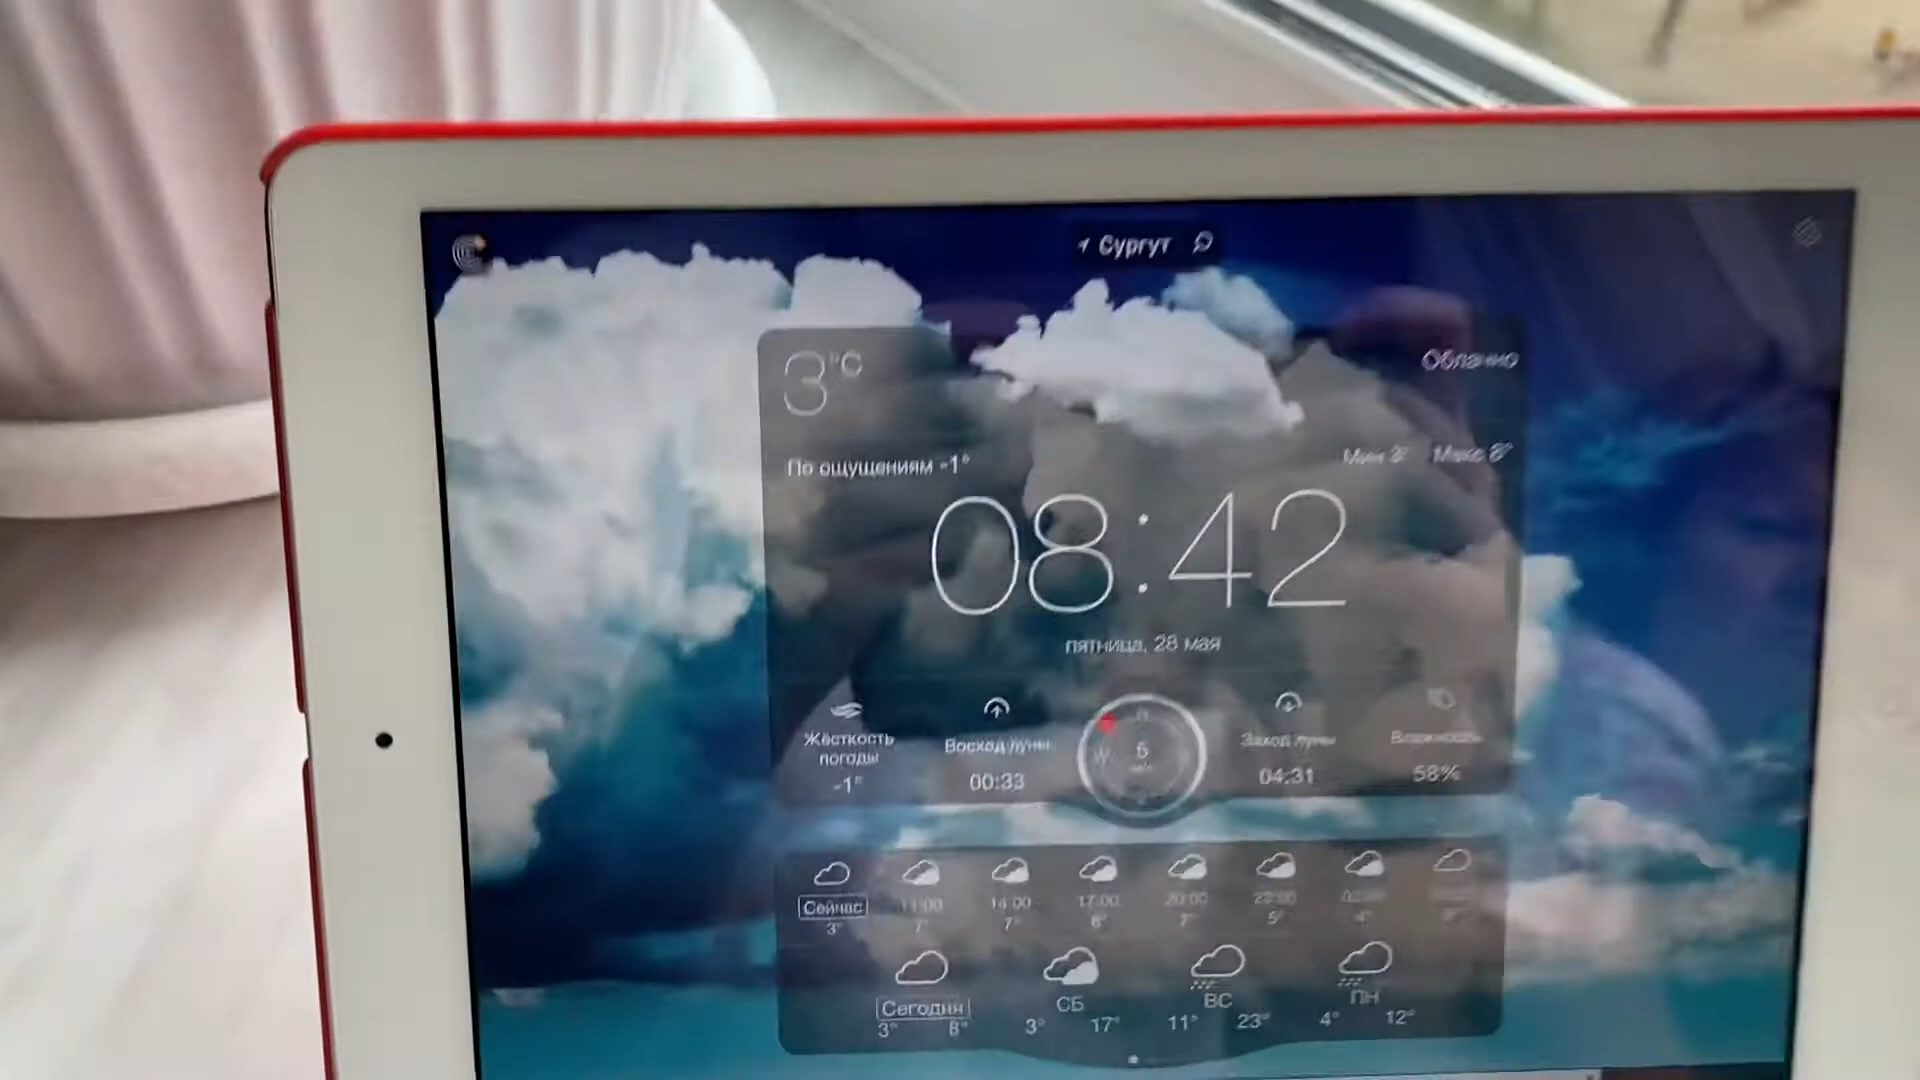 Сургут
3°C
Облачно
По ощущениям -1°
Мин 3° Макс 8°
08:42
пятница, 28 мая
Жёсткость погоды
-1°
Восход луны
00:33
5
Заход луны
04:31
Влажность
58%
Сейчас 11:00 14:00 17:00 20:00 23:00
3° 7° 7° 8° 7° 5° 4°
Сегодня СБ ВС ПН
3° 8° 3° 17° 11° 23° 4° 12°